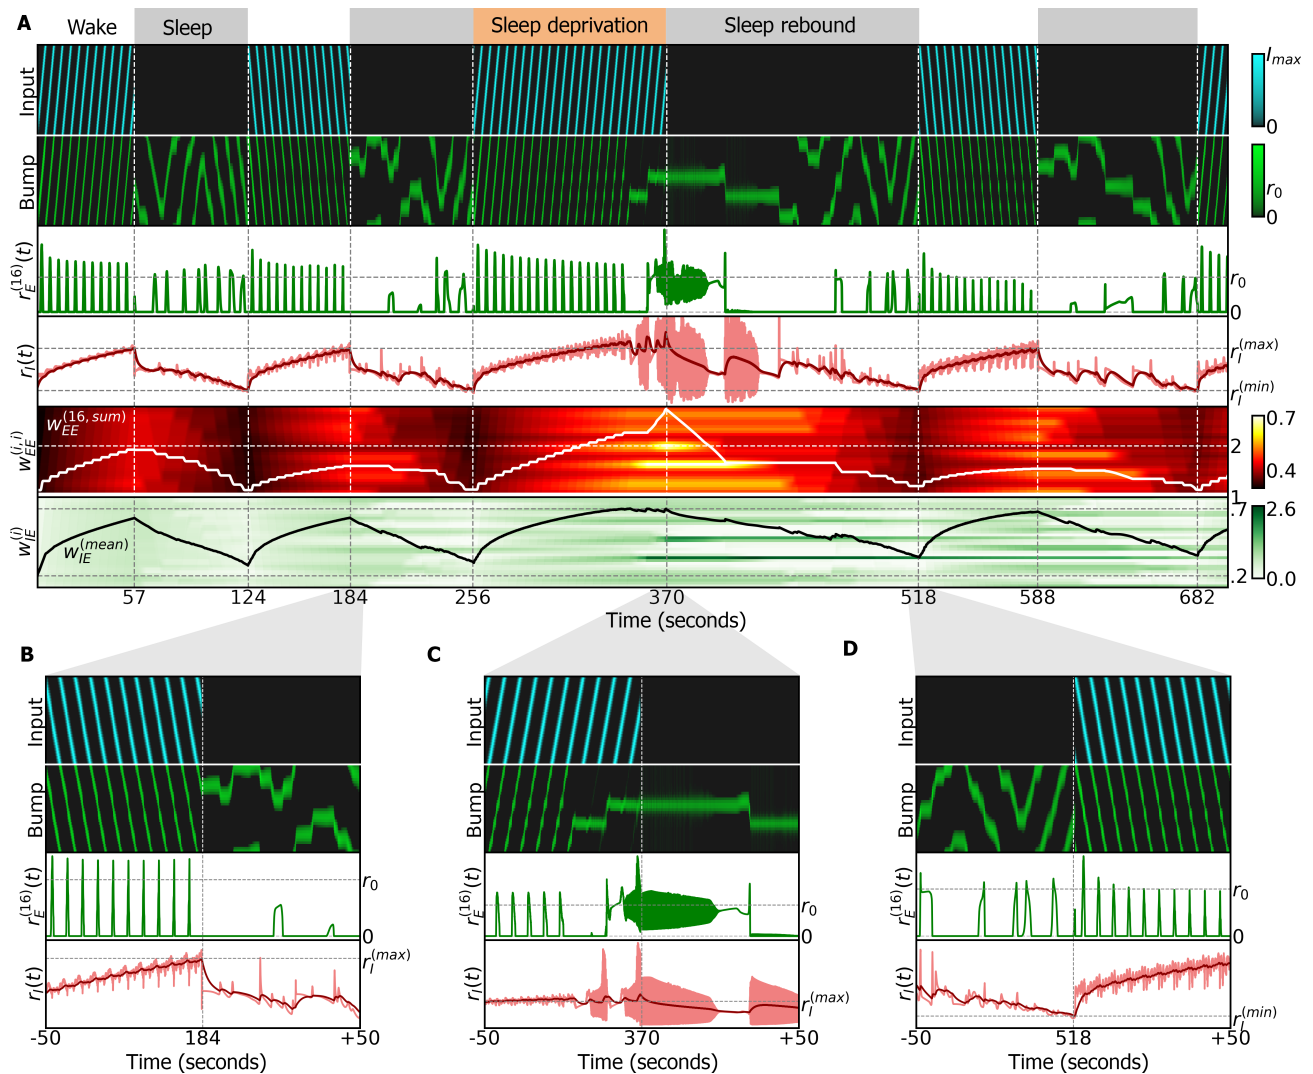 A
Wake
Sleep
Sleep deprivation
Sleep rebound
Input
I_max
0
Bump
r_0
0
r_E^(16)(t)
r_0
0
r_I(t)
r_I^(max)
r_I^(min)
w_EE^(i,i)
w_EE^(16,sum)
2
0.7
0.4
w_IE^(i)
w_IE^(mean)
1
.7
.2
2.6
0.0
57 124 184 256 370 518 588 682
Time (seconds)
B
Input
Bump
r_E^(16)(t)
r_0
0
r_I(t)
r_I^(max)
-50 184 +50
Time (seconds)
C
Input
Bump
r_E^(16)(t)
r_0
0
r_I(t)
r_I^(max)
-50 370 +50
Time (seconds)
D
Input
Bump
r_E^(16)(t)
r_0
0
r_I(t)
r_I^(min)
-50 518 +50
Time (seconds)